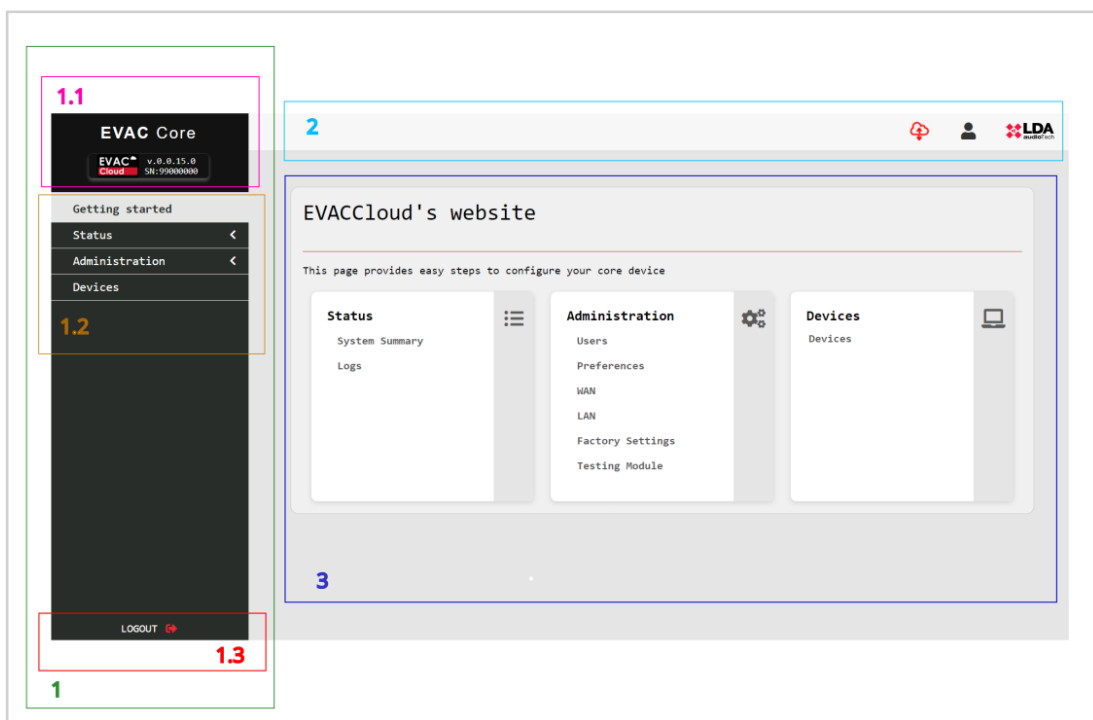 1.1
EVAC Core
EVAC v.0.0.15.0
Cloud SN:99000000
Getting started
Status
Administration
Devices
1.2
LOGOUT
1.3
1
2
LDA
audioTech
EVACCloud's website
This page provides easy steps to configure your core device
Status
System Summary
Logs
Administration
Users
Preferences
WAN
LAN
Factory Settings
Testing Module
Devices
Devices
3